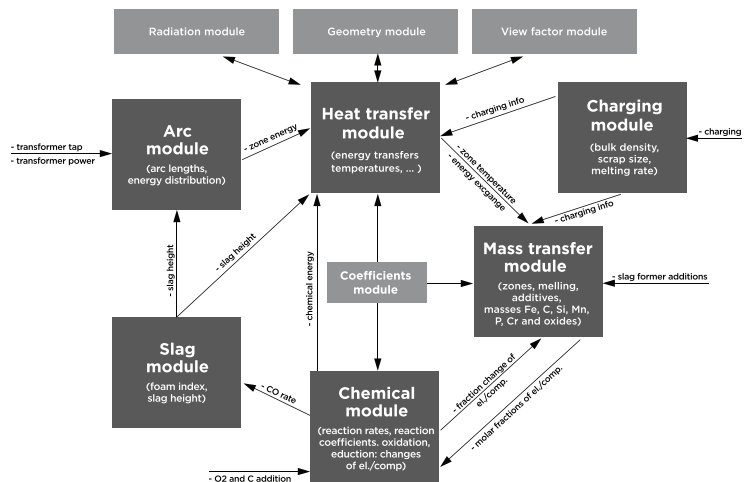 Radiation module
Geometry module
View factor module
Arc
module
(arc lengths,
energy distribution)
Heat transfer
module
(energy transfers
temperatures, ... )
Charging
module
(bulk density,
scrap size,
melting rate)
- transformer tap
- transformer power
- zone energy
- charging info
- charging
- zone temperature
- energy excgange
- charging info
- slag height
- slag height
- chemical energy
Coefficients
module
Mass transfer
module
(zones, melling,
additives,
masses Fe, C, Si, Mn,
P, Cr and oxides)
- slag former additions
Slag
module
(foam index,
slag height)
- CO rate
Chemical
module
(reaction rates, reaction
coefficients. oxidation,
eduction: changes
of el./comp)
- fraction change of
el./comp.
- molar fractions of el./comp.
- O2 and C addition